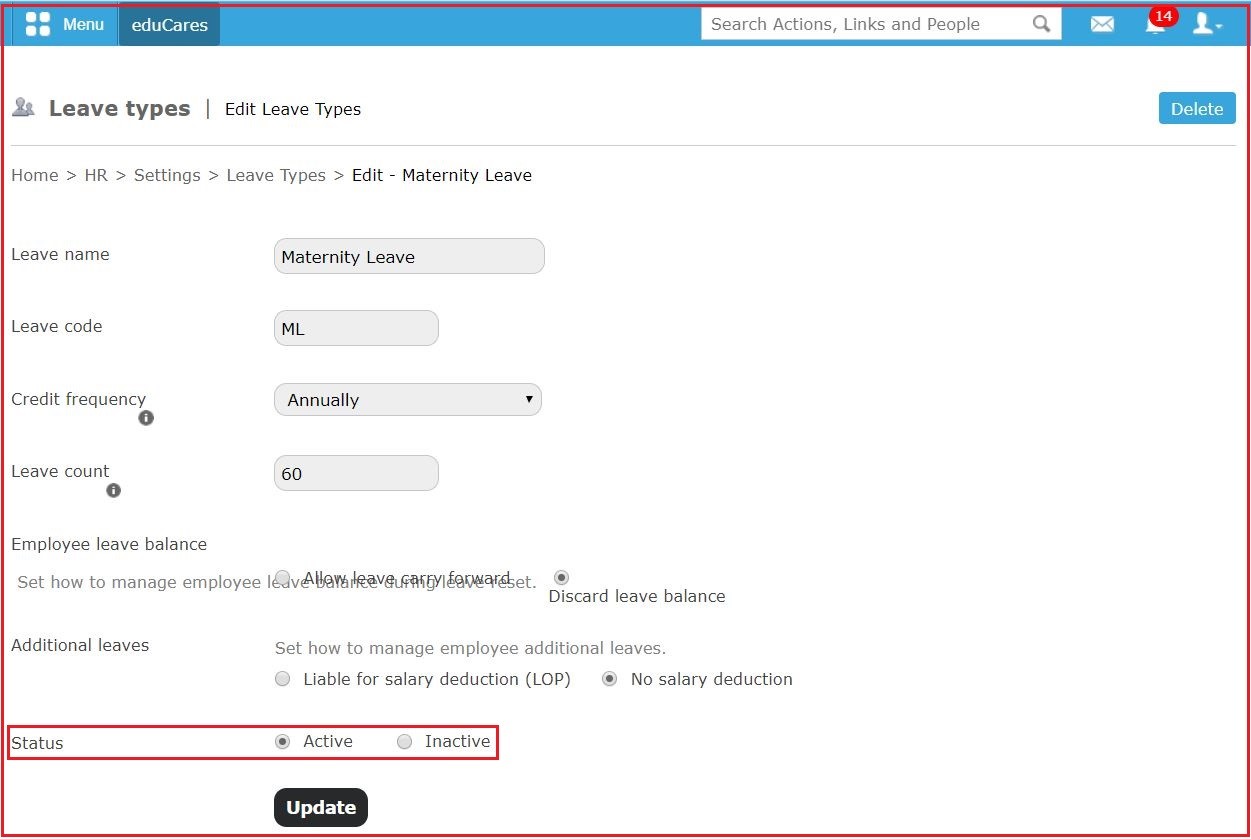 Menu eduCares Search Actions, Links and People 14
Leave types | Edit Leave Types Delete
Home > HR > Settings > Leave Types > Edit - Maternity Leave
Leave name Maternity Leave
Leave code ML
Credit frequency Annually
Leave count 60
Employee leave balance
Allow leave carry forward
Set how to manage employee leave balance during leave reset.
Discard leave balance
Additional leaves Set how to manage employee additional leaves.
Liable for salary deduction (LOP) No salary deduction
Status Active Inactive
Update